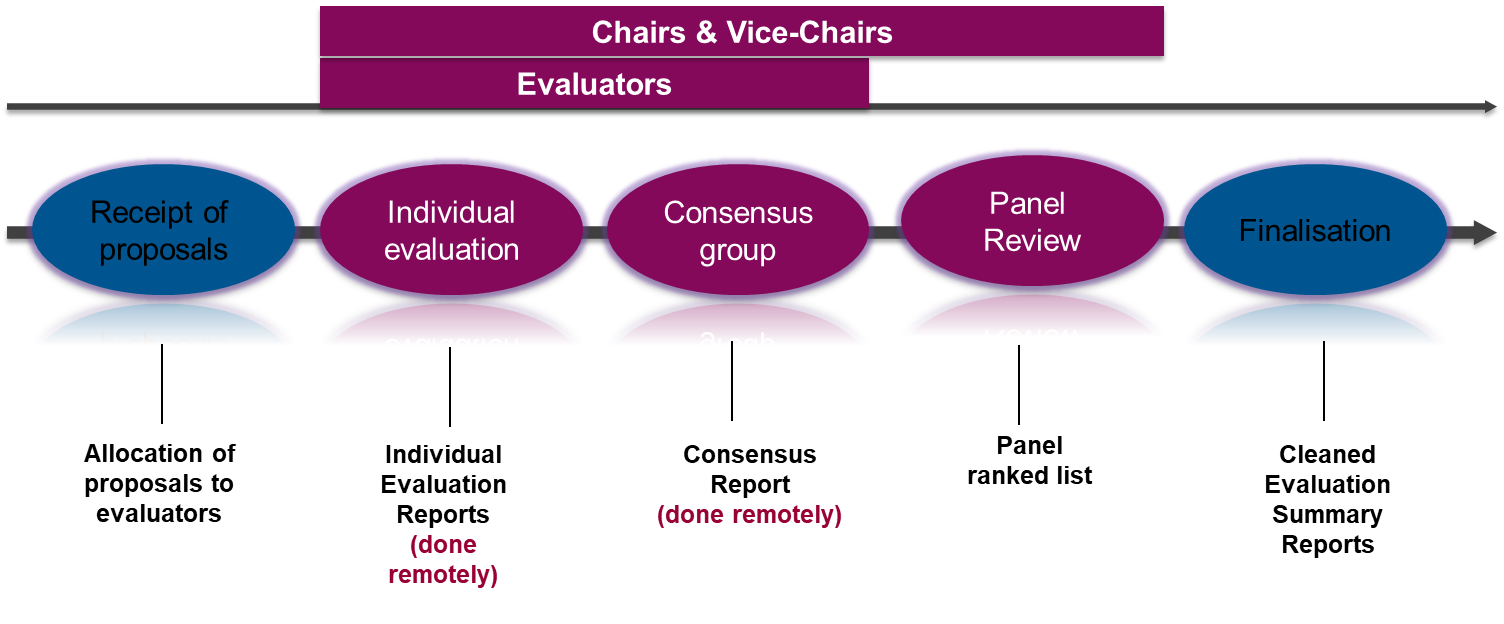 Chairs & Vice-Chairs
Evaluators
Receipt of
proposals
Individual
evaluation
Consensus
group
Panel
Review
Finalisation
Allocation of
proposals to
evaluators
Individual
Evaluation
Reports
(done
remotely)
Consensus
Report
(done remotely)
Panel
ranked list
Cleaned
Evaluation
Summary
Reports